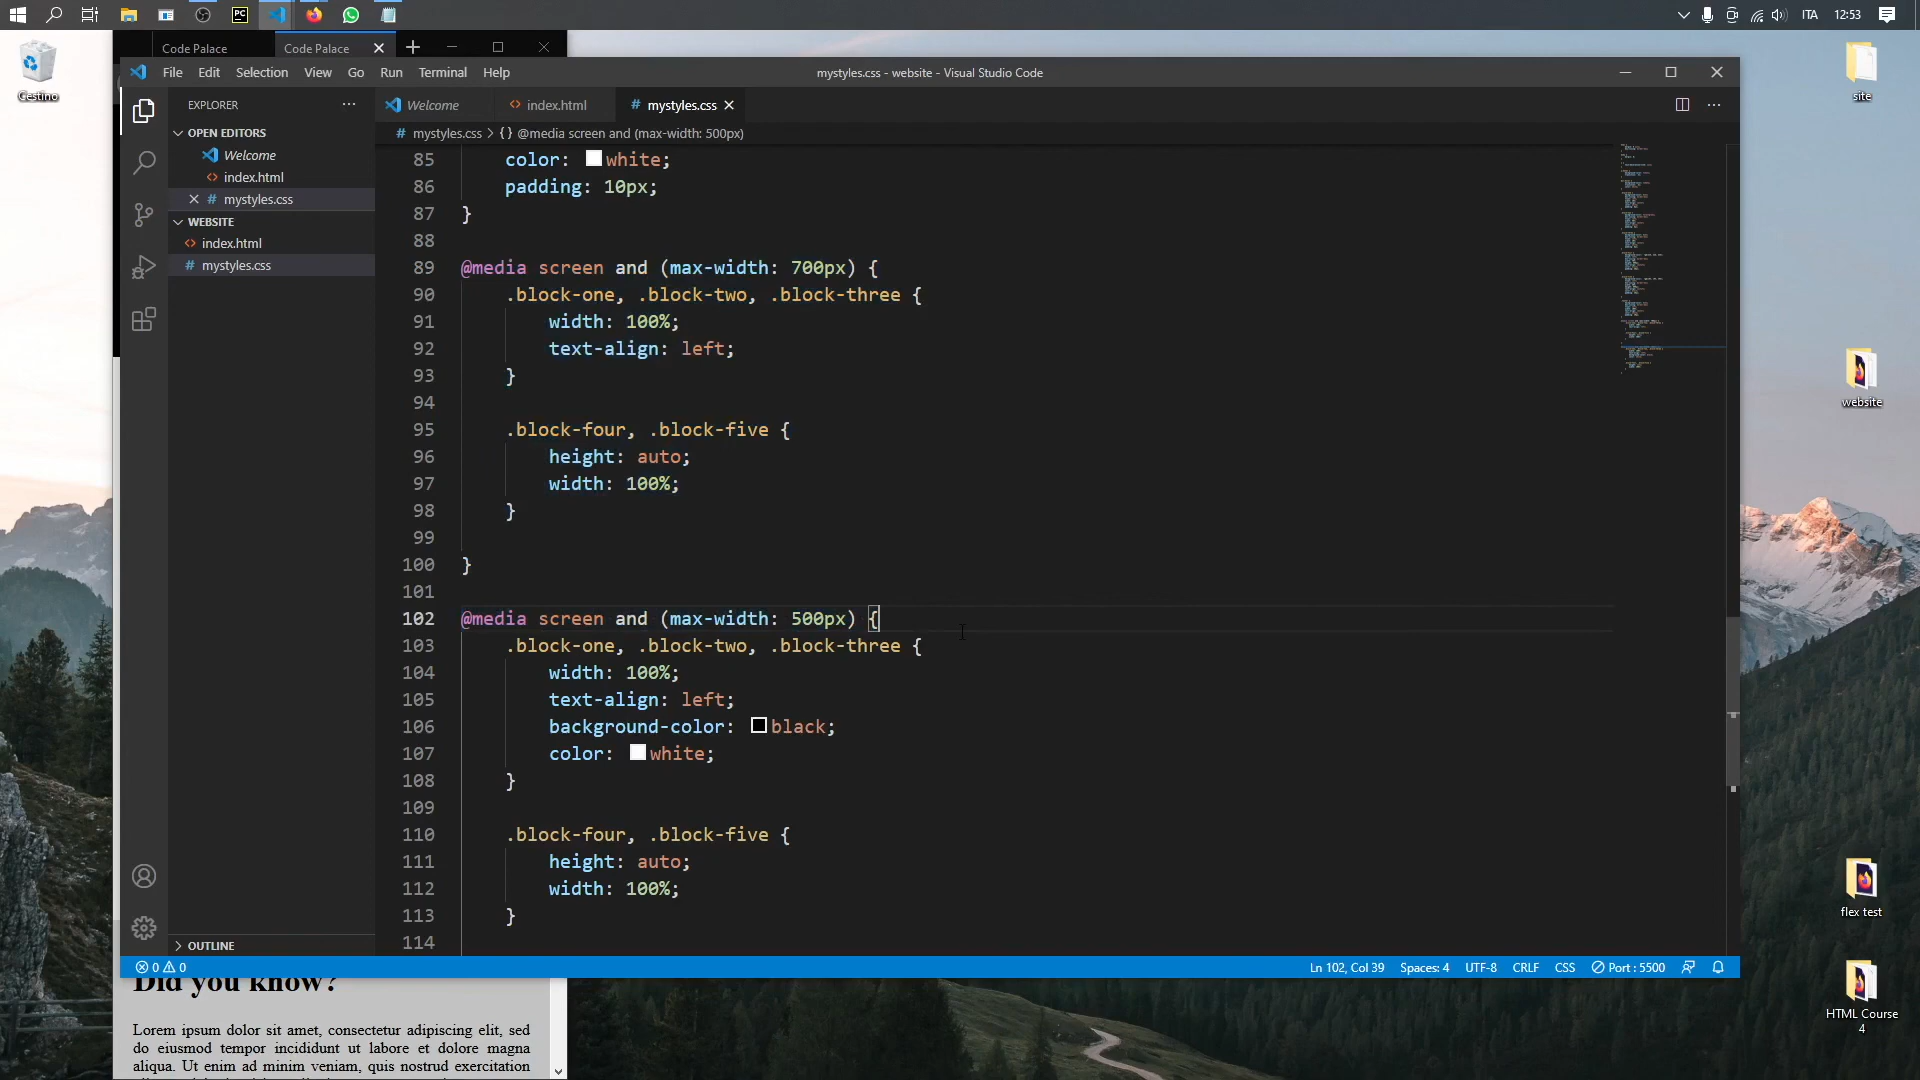 ITA
12:53
Cestino
Code Palace
Code Palace
File Edit Selection View Go Run Terminal Help
mystyles.css - website - Visual Studio Code
site
EXPLORER
Welcome
index.html
mystyles.css
mystyles.css > {} @media screen and (max-width: 500px)
OPEN EDITORS
Welcome
index.html
mystyles.css
WEBSITE
index.html
mystyles.css
OUTLINE
85 color: white;
86 padding: 10px;
87 }
88
89 @media screen and (max-width: 700px) {
90 .block-one, .block-two, .block-three {
91 width: 100%;
92 text-align: left;
93 }
94
95 .block-four, .block-five {
96 height: auto;
97 width: 100%;
98 }
99
100 }
101
102 @media screen and (max-width: 500px) {
103 .block-one, .block-two, .block-three {
104 width: 100%;
105 text-align: left;
106 background-color: black;
107 color: white;
108 }
109
110 .block-four, .block-five {
111 height: auto;
112 width: 100%;
113 }
114
website
flex test
HTML Course
4
0 0
Ln 102, Col 39
Spaces: 4
UTF-8
CRLF
CSS
Port : 5500
Did you know?
Lorem ipsum dolor sit amet, consectetur adipiscing elit, sed
do eiusmod tempor incididunt ut labore et dolore magna
aliqua. Ut enim ad minim veniam, quis nostrud exercitation